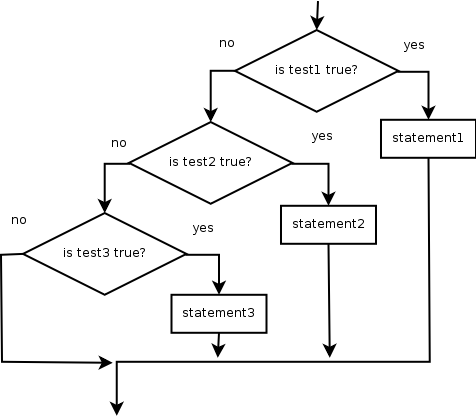 no
yes
is test1 true?
statement1
no
yes
is test2 true?
statement2
no
yes
is test3 true?
statement3